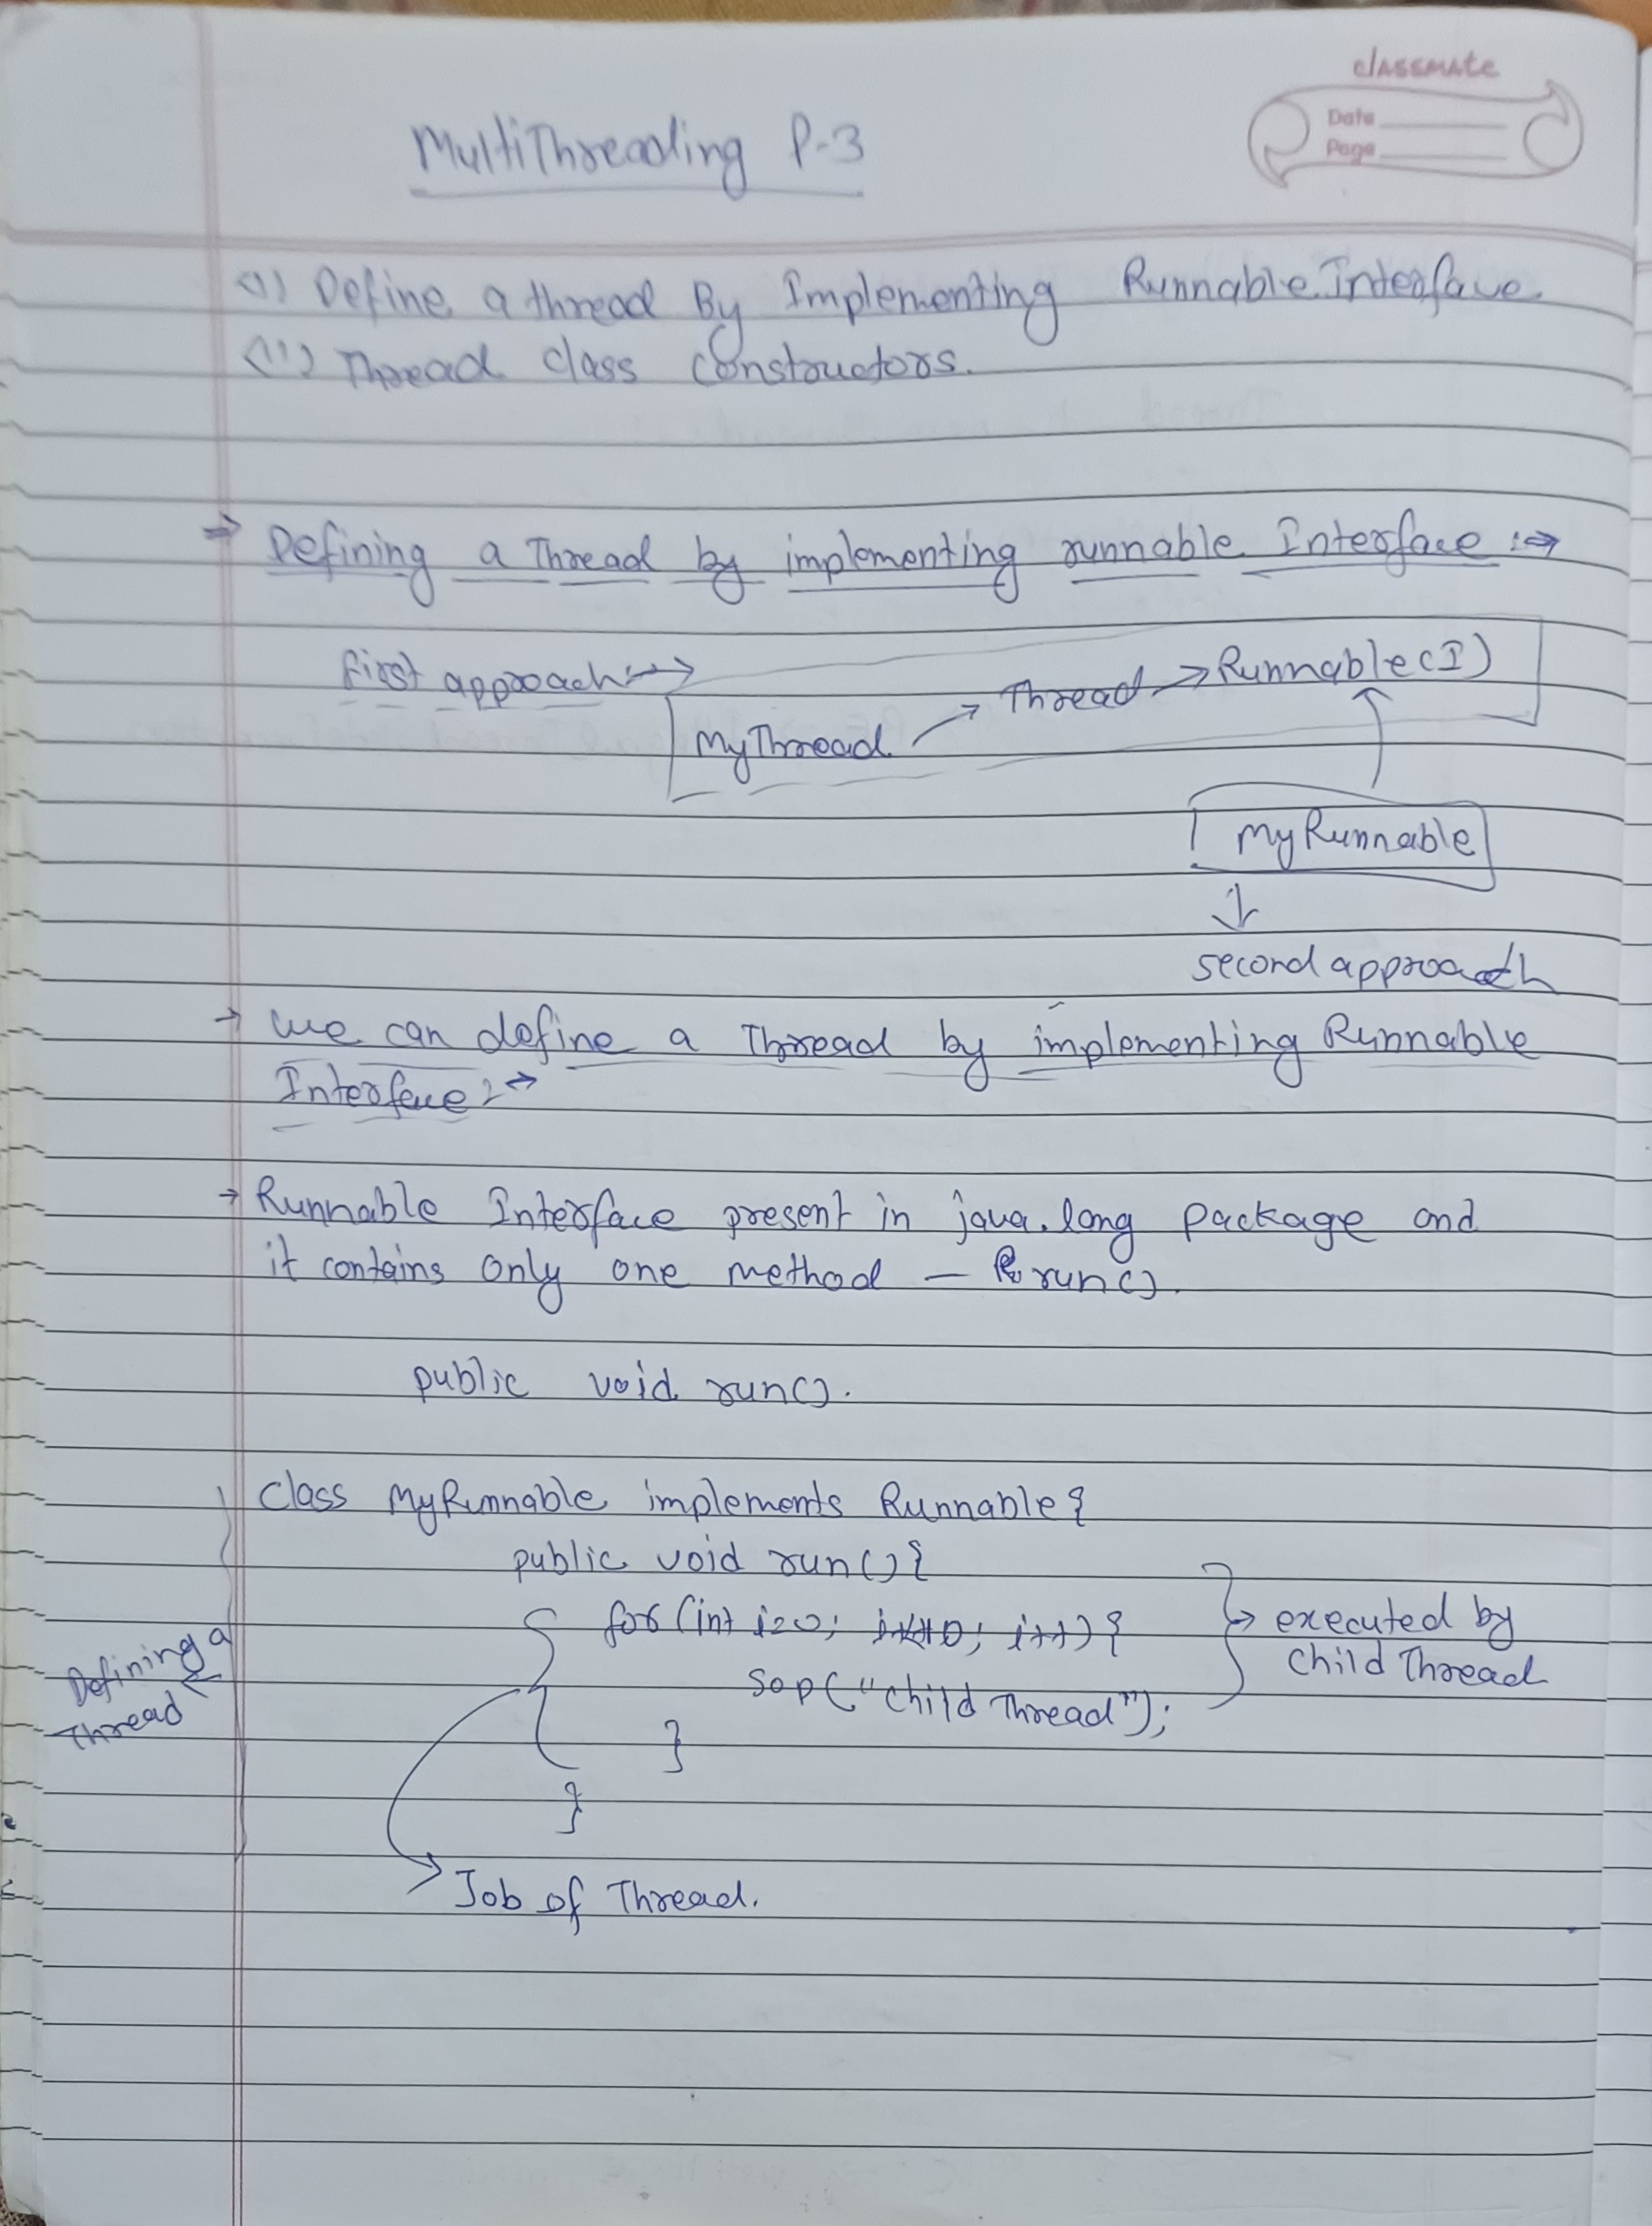 classmate
Date
Page
MultiThreading P-3
(i) Define a thread By Implementing Runnable Interface.
(ii) Thread class constructors.
⇒ Defining a Thread by implementing runnable Interface :⇒
first approach :→
MyThread → Thread → Runnable (I)
MyRunnable
↓
second approach
→ we can define a Thread by implementing Runnable
Interface :→
→ Runnable Interface present in java.lang package and
it contains only one method — run().
public void run().
class MyRunnable implements Runnable {
public void run() {
for (int i=0; i<10; i++) {
sop("child Thread");
}
}
executed by
child Thread
Defining a
Thread
Job of Thread.